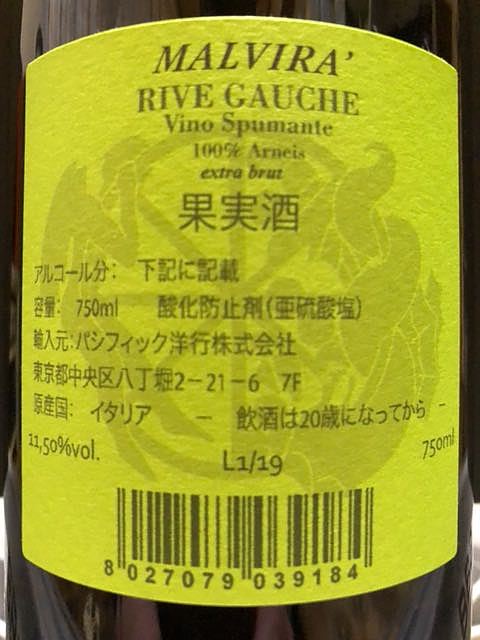 MALVIRA'
RIVE GAUCHE
Vino Spumante
100% Arneis
extra brut
果実酒
アルコール分： 下記に記載
容量： 750ml 酸化防止剤（亜硫酸塩）
輸入元：パシフィック洋行株式会社
東京都中央区八丁堀2－21－6 7F
原産国： イタリア － 飲酒は20歳になってから －
11,50%vol. L1/19 750ml
8 027079 039184